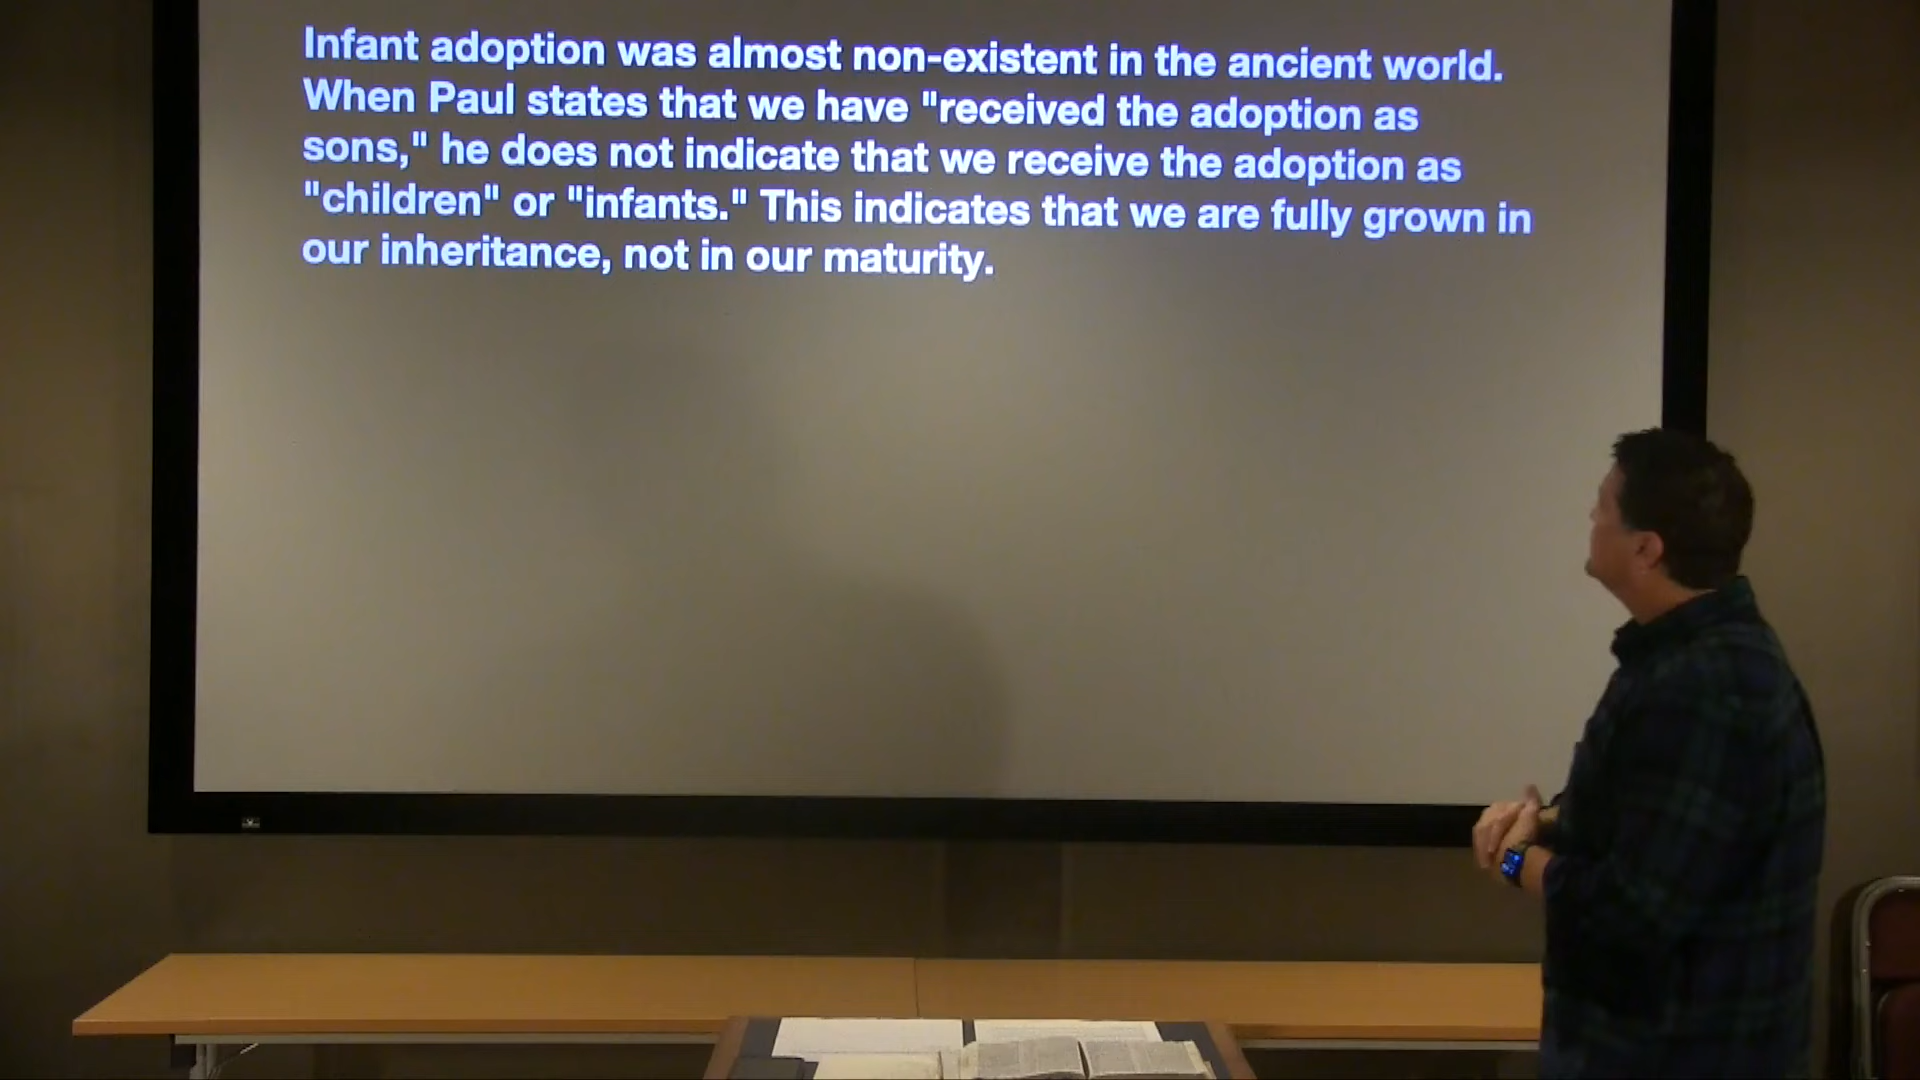 Infant adoption was almost non-existent in the ancient world.
When Paul states that we have "received the adoption as
sons," he does not indicate that we receive the adoption as
"children" or "infants." This indicates that we are fully grown in
our inheritance, not in our maturity.